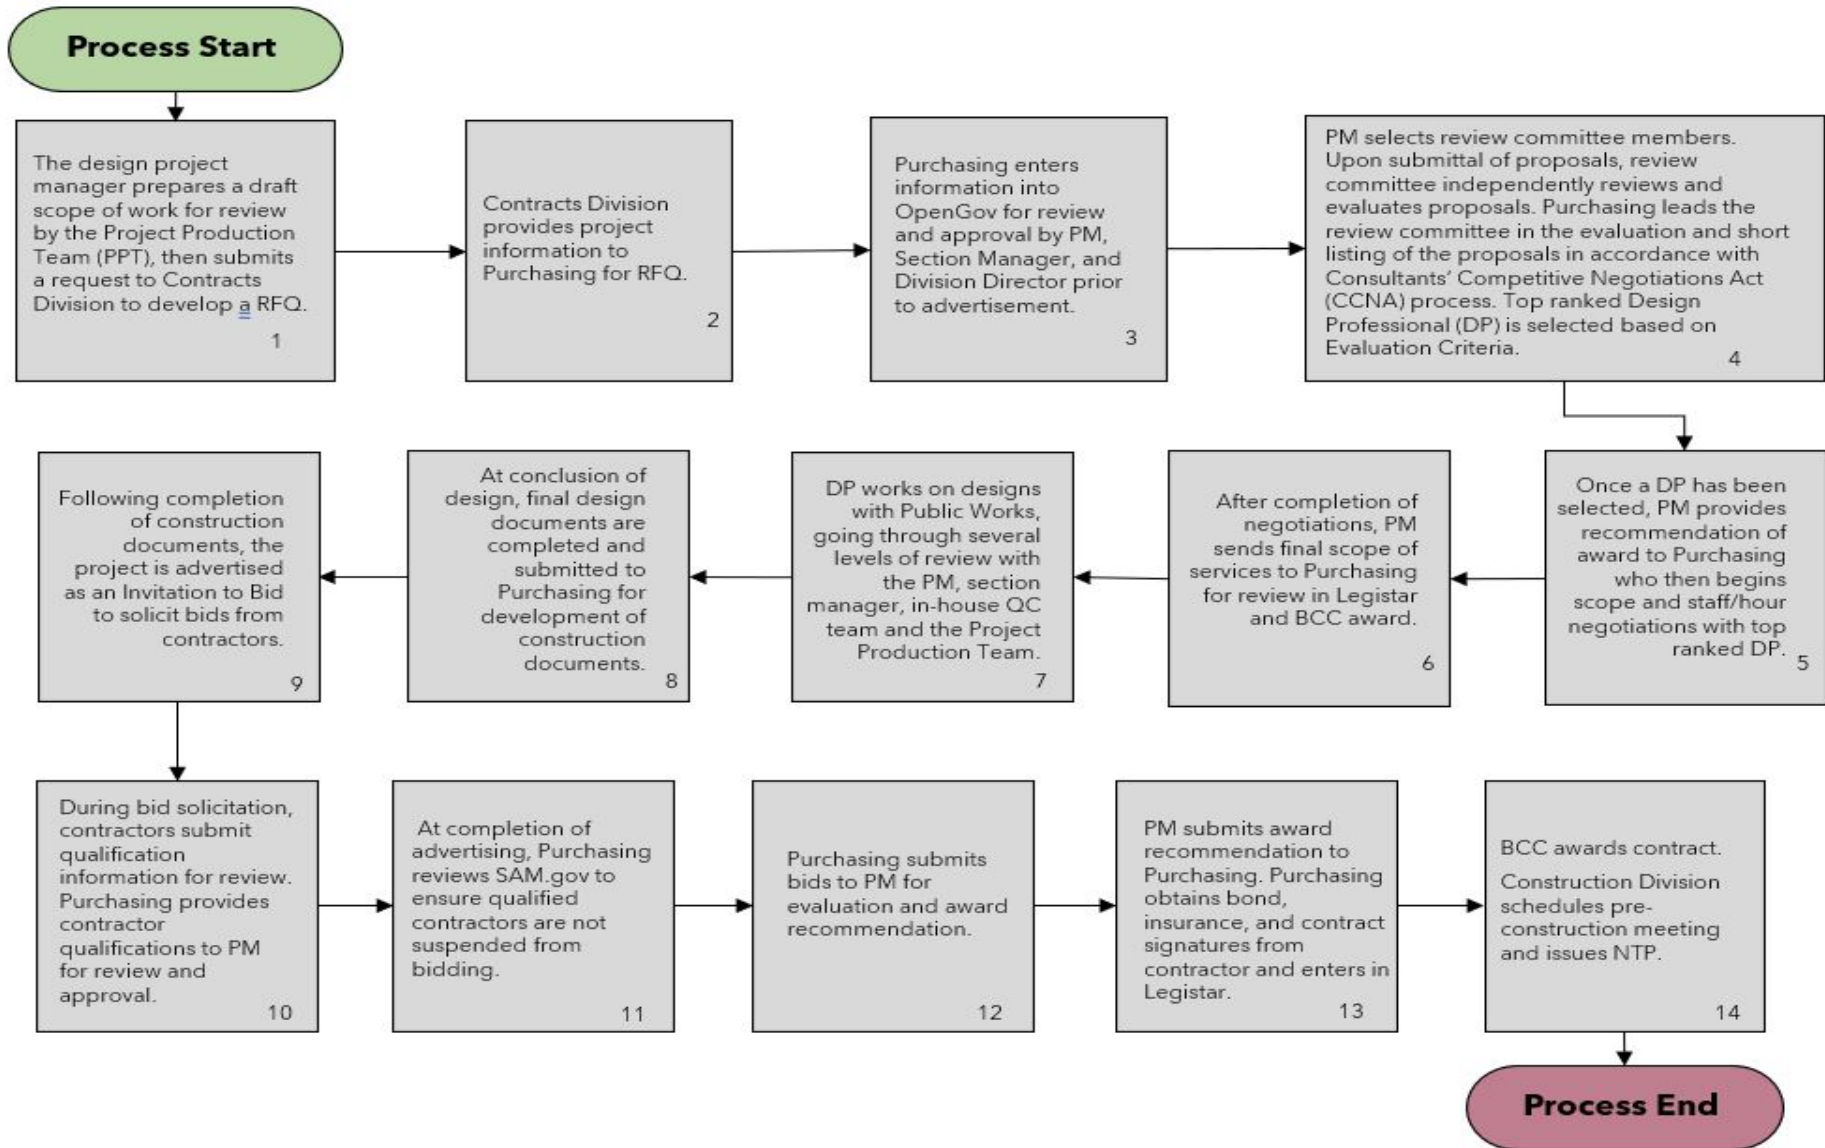 Process Start
The design project
manager prepares a draft
scope of work for review
by the Project Production
Team (PPT), then submits
a request to Contracts
Division to develop a RFQ.
1
Contracts Division
provides project
information to
Purchasing for RFQ.
2
Purchasing enters
information into
OpenGov for review
and approval by PM,
Section Manager, and
Division Director prior
to advertisement.
3
PM selects review committee members.
Upon submittal of proposals, review
committee independently reviews and
evaluates proposals. Purchasing leads the
review committee in the evaluation and short
listing of the proposals in accordance with
Consultants’ Competitive Negotiations Act
(CCNA) process. Top ranked Design
Professional (DP) is selected based on
Evaluation Criteria.
4
Once a DP has been
selected, PM provides
recommendation of
award to Purchasing
who then begins
scope and staff/hour
negotiations with top
ranked DP.
5
After completion of
negotiations, PM
sends final scope of
services to Purchasing
for review in Legistar
and BCC award.
6
DP works on designs
with Public Works,
going through several
levels of review with
the PM, section
manager, in-house QC
team and the Project
Production Team.
7
At conclusion of
design, final design
documents are
completed and
submitted to
Purchasing for
development of
construction
documents.
8
Following completion
of construction
documents, the
project is advertised
as an Invitation to Bid
to solicit bids from
contractors.
9
During bid solicitation,
contractors submit
qualification
information for review.
Purchasing provides
contractor
qualifications to PM
for review and
approval.
10
At completion of
advertising, Purchasing
reviews SAM.gov to
ensure qualified
contractors are not
suspended from
bidding.
11
Purchasing submits
bids to PM for
evaluation and award
recommendation.
12
PM submits award
recommendation to
Purchasing. Purchasing
obtains bond,
insurance, and contract
signatures from
contractor and enters in
Legistar.
13
BCC awards contract.
Construction Division
schedules pre-
construction meeting
and issues NTP.
14
Process End